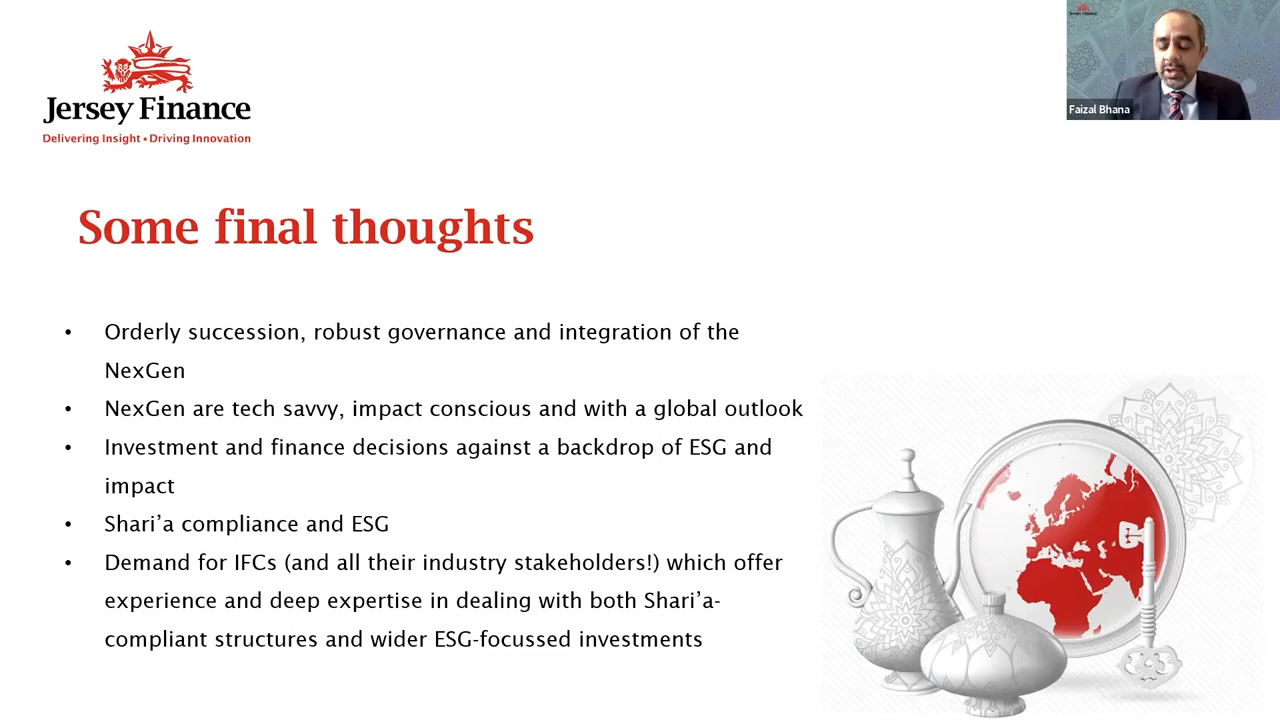 Jersey Finance
Delivering Insight • Driving Innovation
Faizal Bhana
Some final thoughts
• Orderly succession, robust governance and integration of the
NexGen
• NexGen are tech savvy, impact conscious and with a global outlook
• Investment and finance decisions against a backdrop of ESG and
impact
• Shari’a compliance and ESG
• Demand for IFCs (and all their industry stakeholders!) which offer
experience and deep expertise in dealing with both Shari’a-
compliant structures and wider ESG-focussed investments